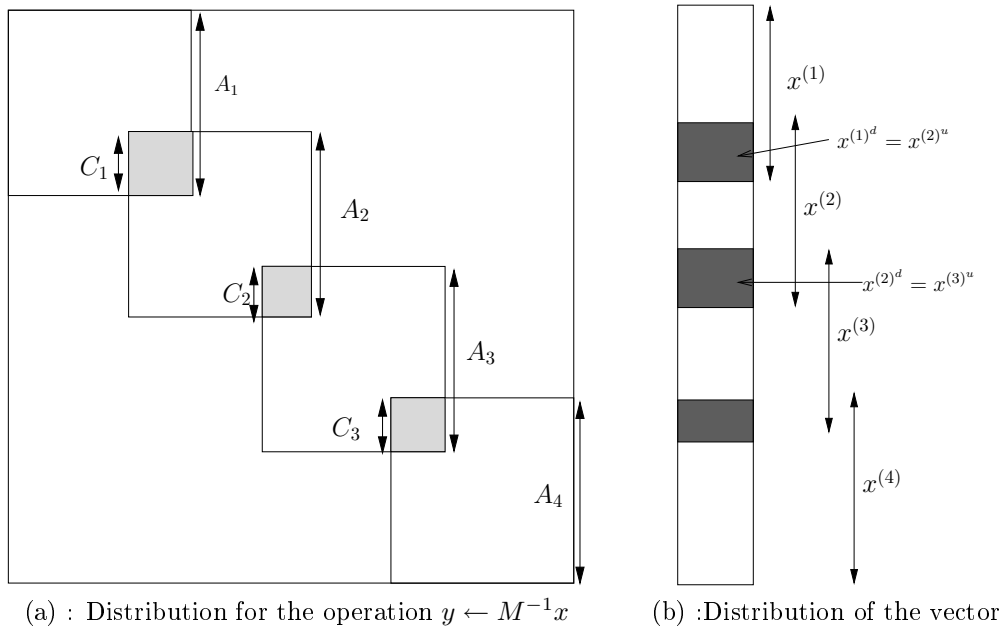 A₁
C₁
A₂
C₂
A₃
C₃
A₄
(a) : Distribution for the operation y ← M⁻¹x
x⁽¹⁾
x⁽¹⁾ᵈ = x⁽²⁾ᵘ
x⁽²⁾
x⁽²⁾ᵈ = x⁽³⁾ᵘ
x⁽³⁾
x⁽⁴⁾
(b) :Distribution of the vector